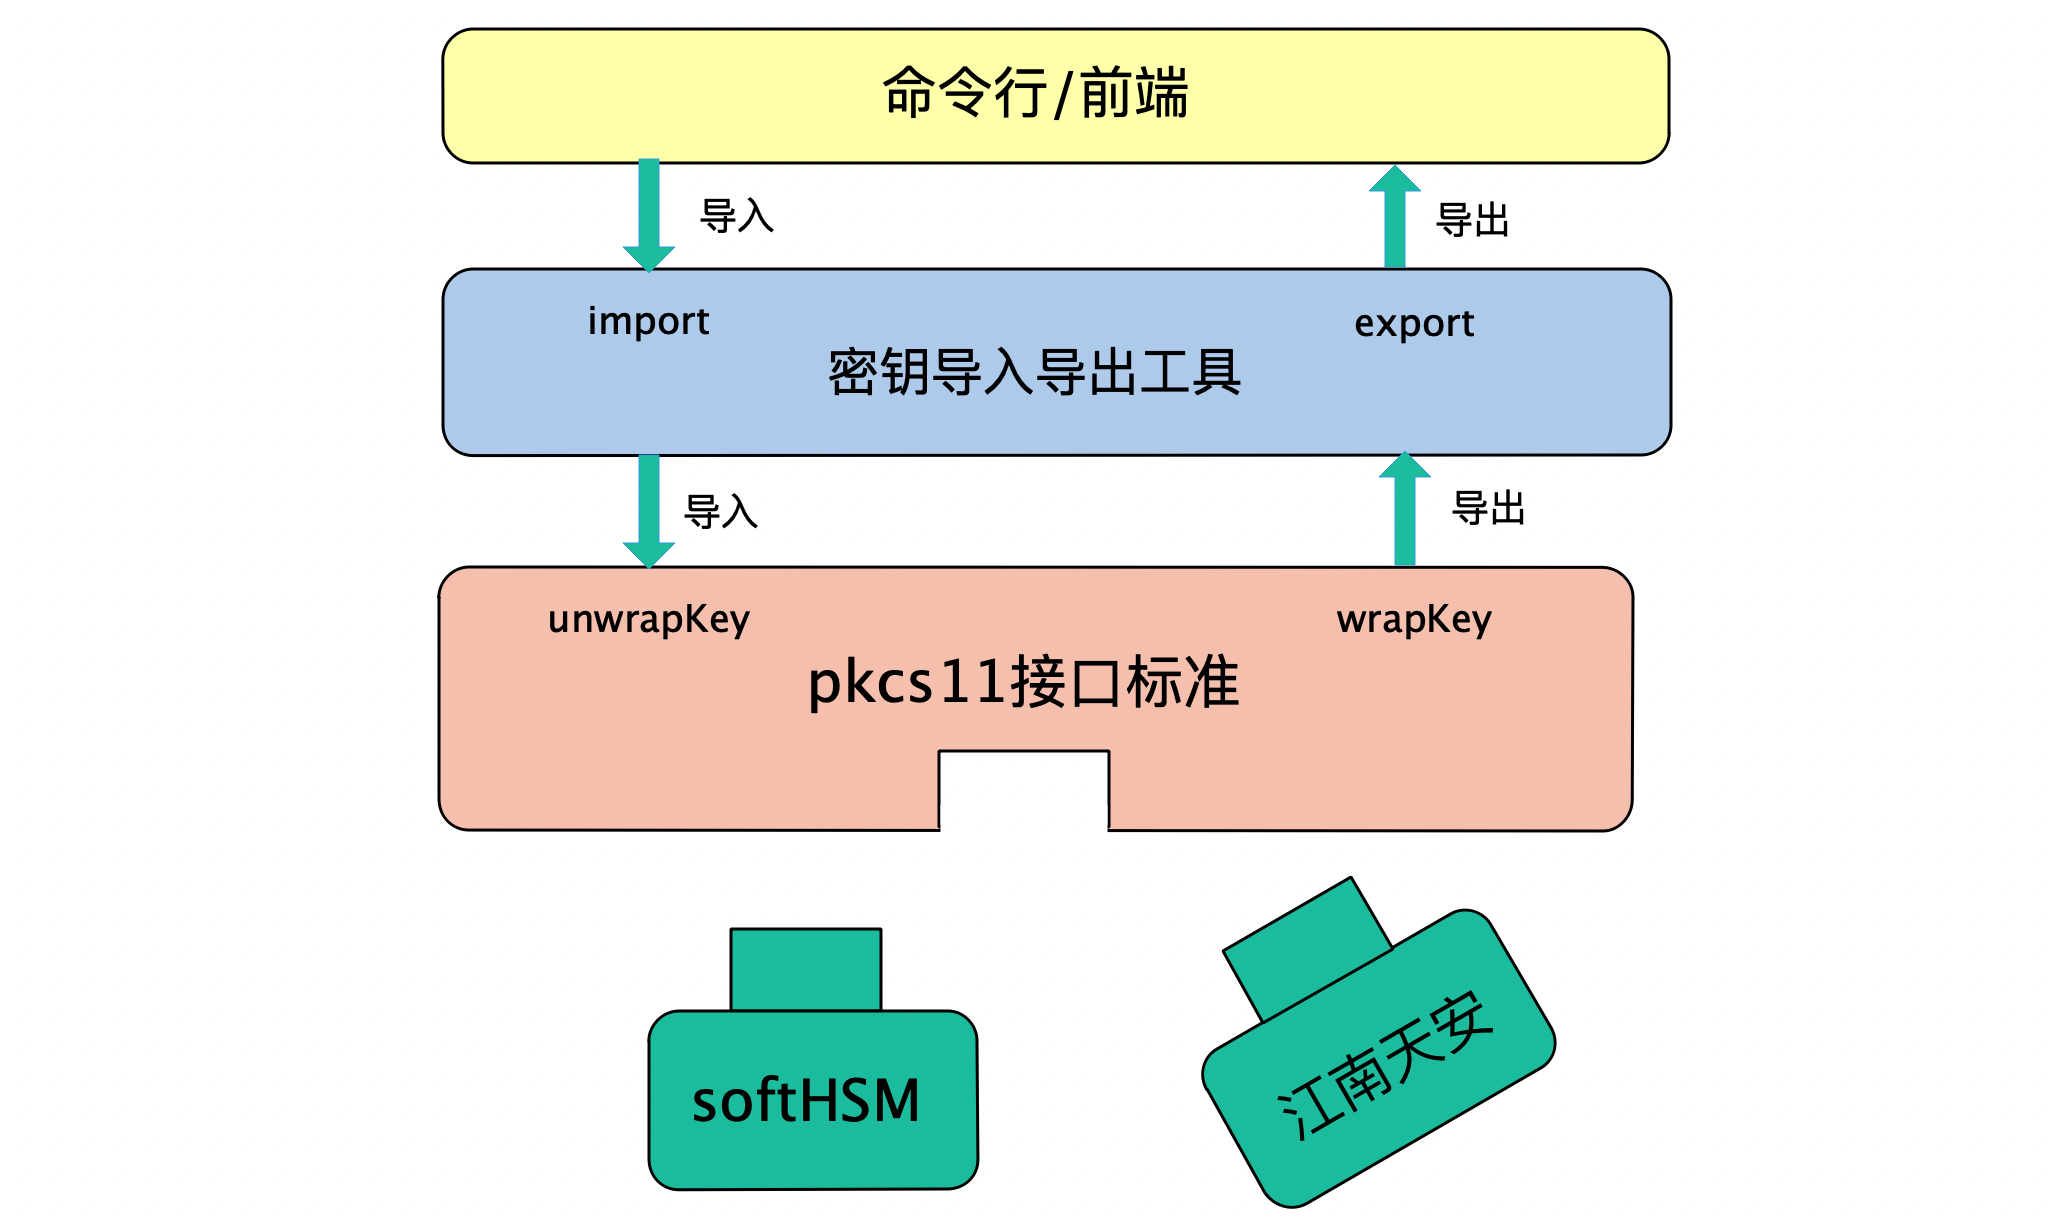 命令行/前端
导入
导出
import
export
密钥导入导出工具
导入
导出
unwrapKey
wrapKey
pkcs11接口标准
softHSM
江南天安